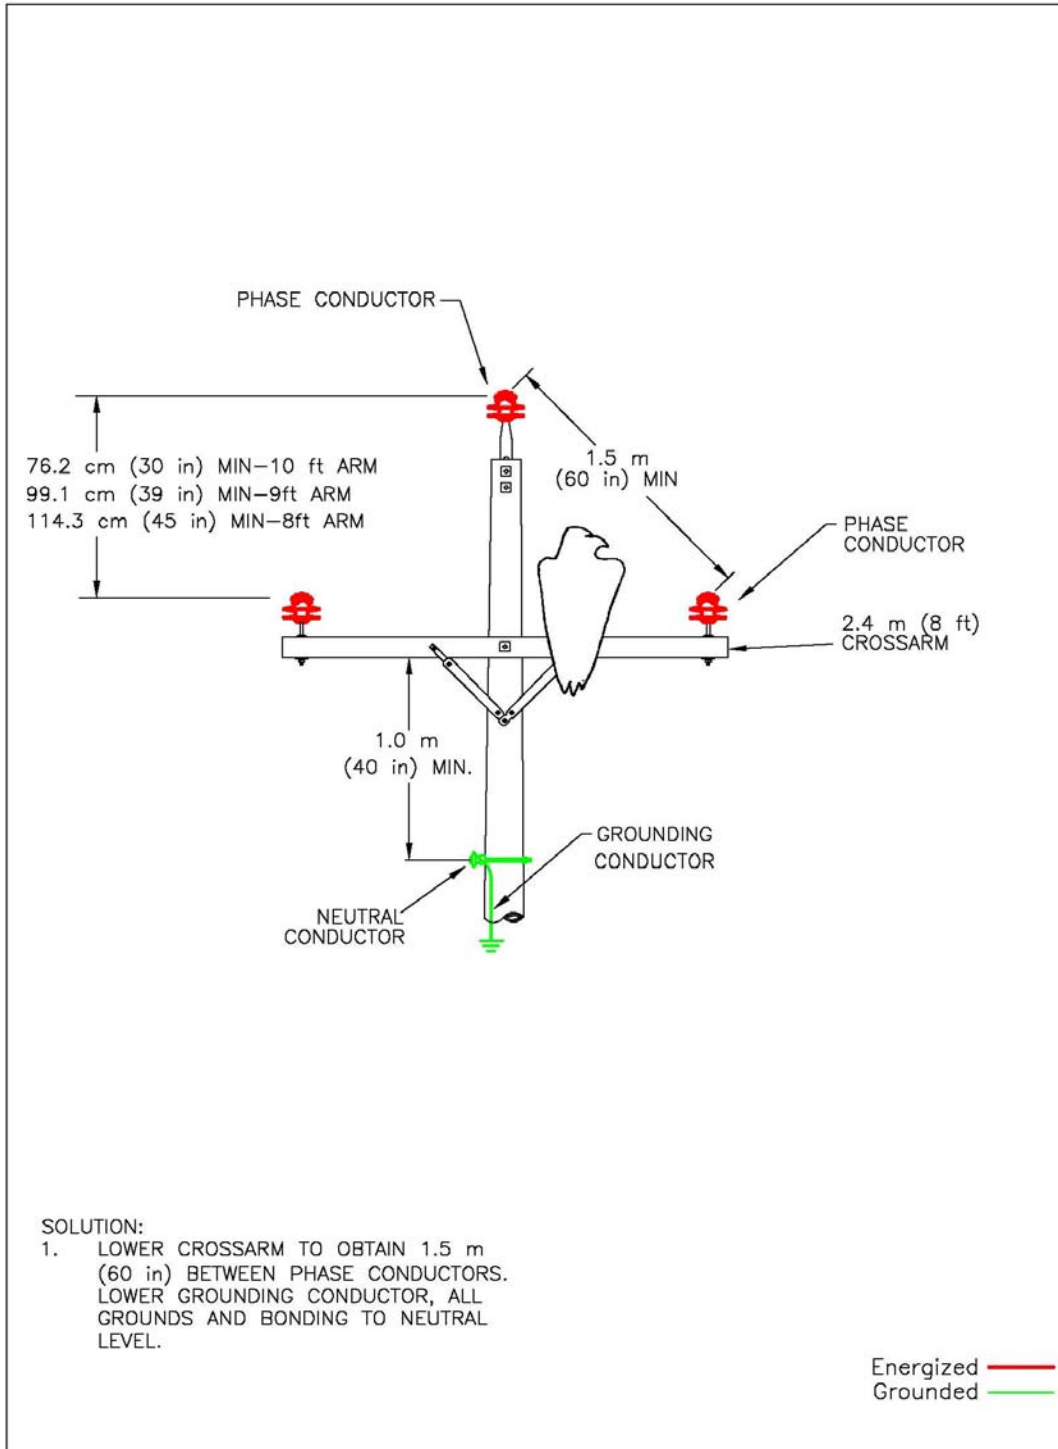 PHASE CONDUCTOR
76.2 cm (30 in) MIN-10 ft ARM
99.1 cm (39 in) MIN-9ft ARM
114.3 cm (45 in) MIN-8ft ARM
1.5 m
(60 in) MIN
PHASE
CONDUCTOR
2.4 m (8 ft)
CROSSARM
1.0 m
(40 in) MIN.
GROUNDING
CONDUCTOR
NEUTRAL
CONDUCTOR
SOLUTION:
1. LOWER CROSSARM TO OBTAIN 1.5 m
(60 in) BETWEEN PHASE CONDUCTORS.
LOWER GROUNDING CONDUCTOR, ALL
GROUNDS AND BONDING TO NEUTRAL
LEVEL.
Energized
Grounded